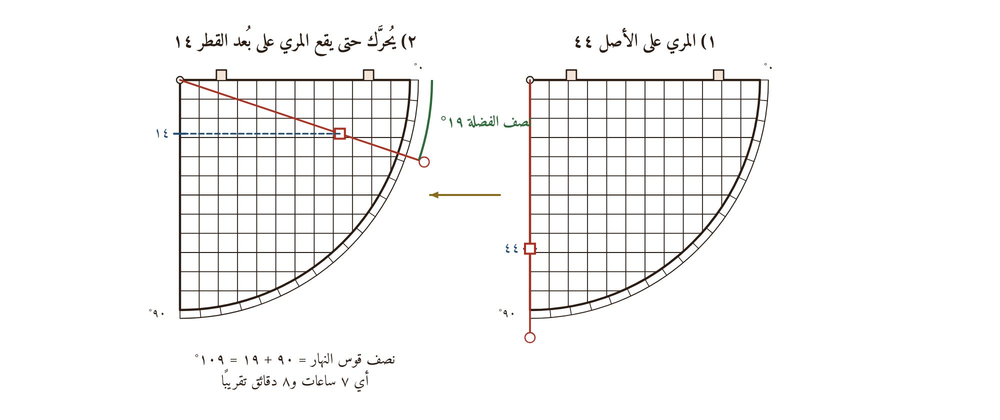 ١) المري على الأصل ٤٤
٠°
٤٤
٩٠°
٢) يُحرَّك حتى يقع المري على بُعد القطر ١٤
٠°
نصف الفضلة ١٩°
١٤
٩٠°
نصف قوس النهار = ٩٠ + ١٩ = ١٠٩°
أي ٧ ساعات و٨ دقائق تقريبًا